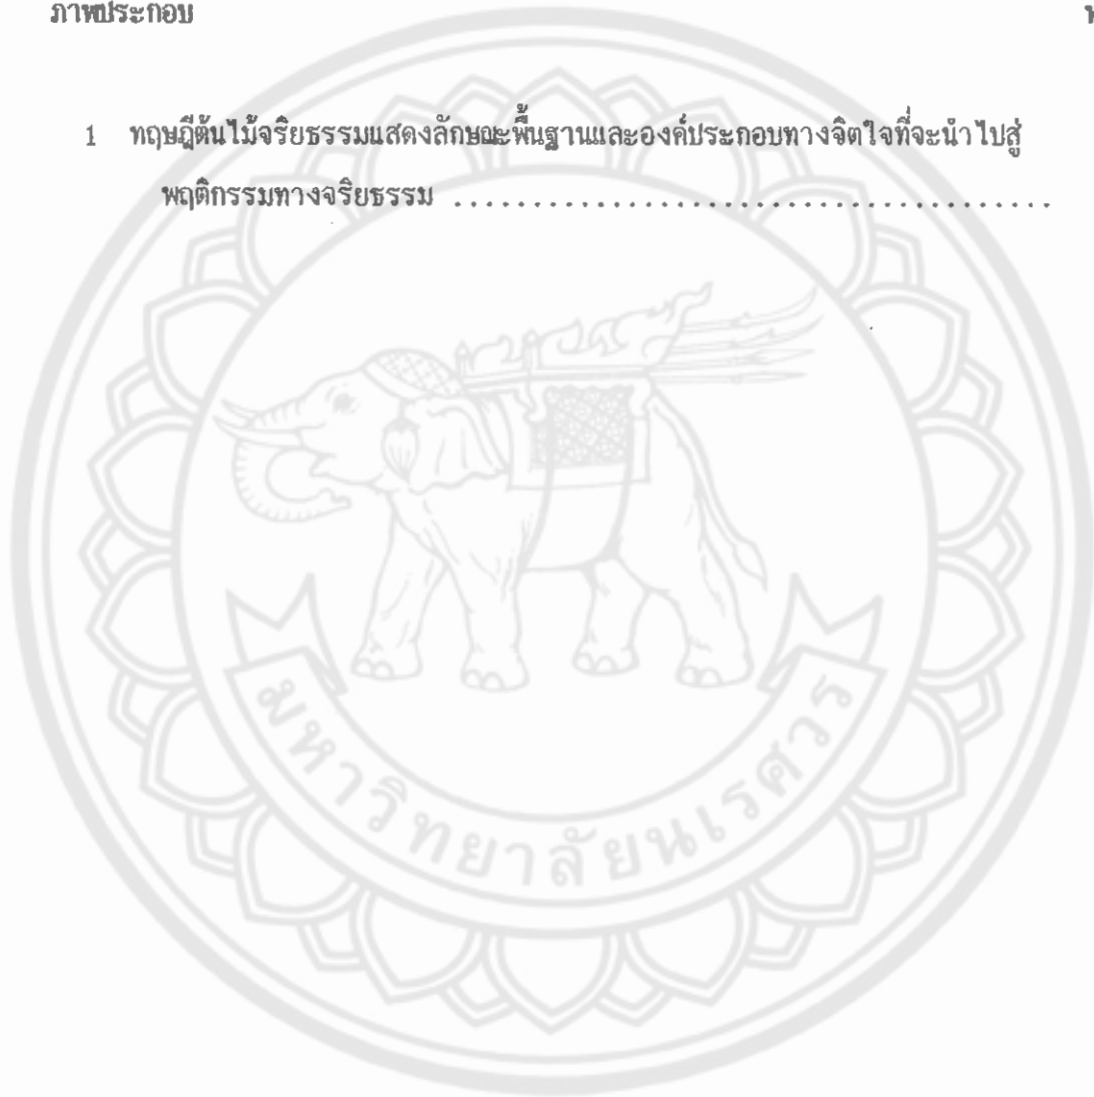 ภาพประกอบ
1 ทฤษฎีต้นไม้จริยธรรมแสดงลักษณะพื้นฐานและองค์ประกอบทางจิตใจที่จะนำไปสู่
พฤติกรรมทางจริยธรรม ......................................
มหาวิทยาลัยนเรศวร